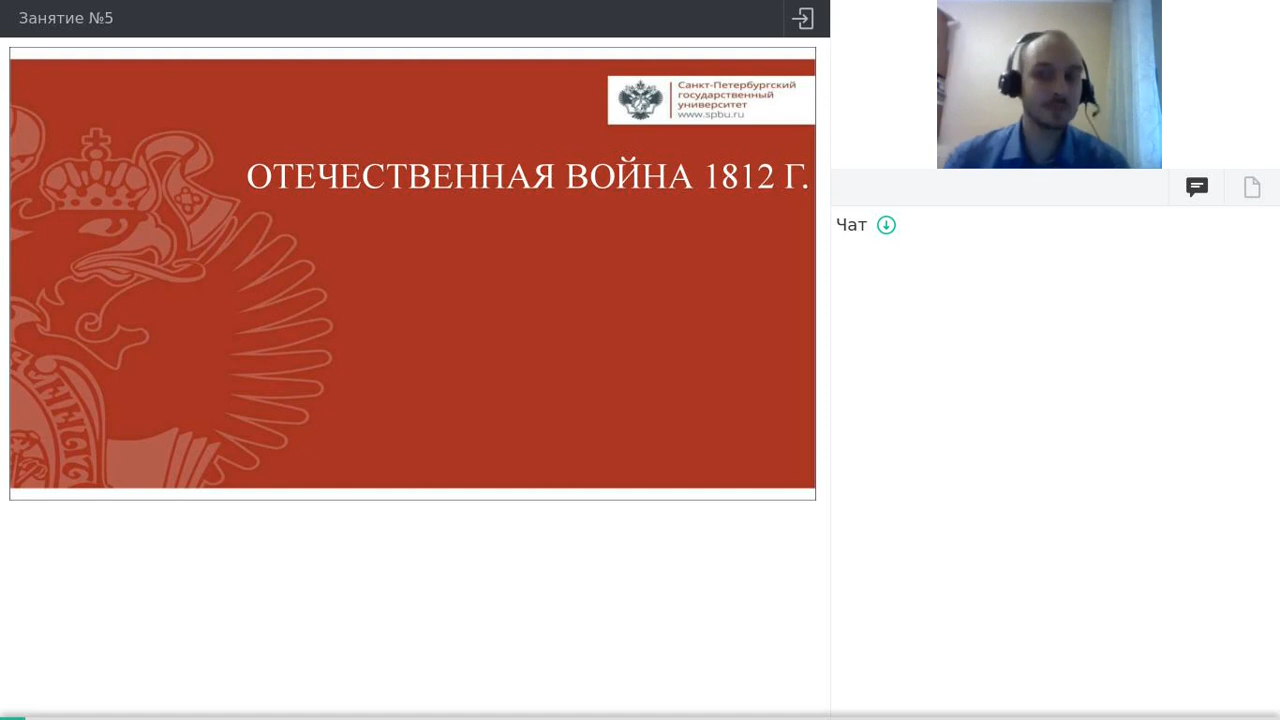 Занятие №5
Санкт-Петербургский
государственный
университет
www.spbu.ru
ОТЕЧЕСТВЕННАЯ ВОЙНА 1812 Г.
Чат